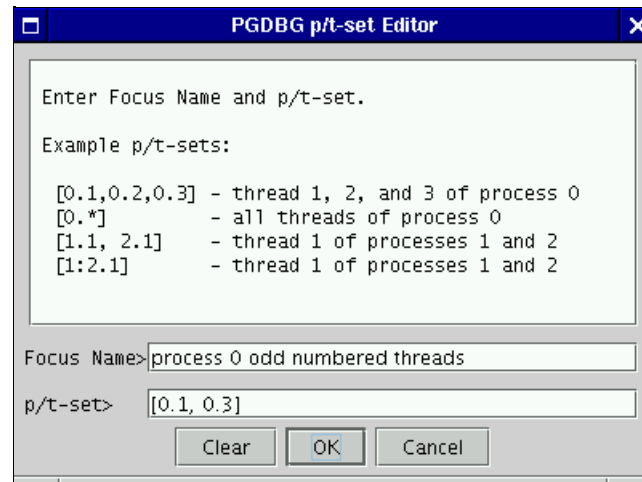 PGDBG p/t-set Editor
Enter Focus Name and p/t-set.
Example p/t-sets:
[0.1,0.2,0.3] - thread 1, 2, and 3 of process 0
[0.*] - all threads of process 0
[1.1, 2.1] - thread 1 of processes 1 and 2
[1:2.1] - thread 1 of processes 1 and 2
Focus Name> process 0 odd numbered threads
p/t-set> [0.1, 0.3]
Clear OK Cancel